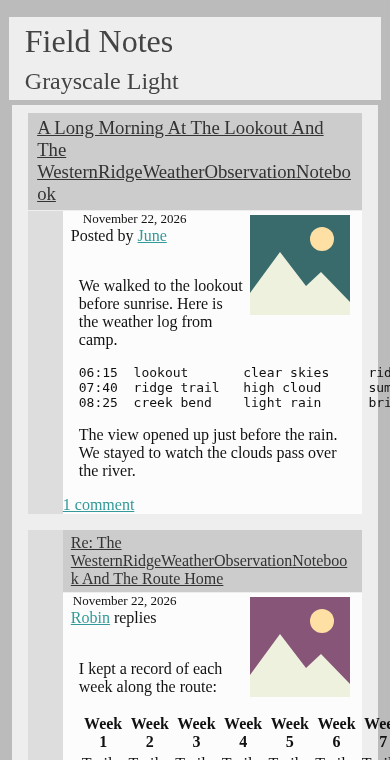 Field Notes
Grayscale Light
A Long Morning At The Lookout And
The
WesternRidgeWeatherObservationNotebo
ok
November 22, 2026
Posted by June
We walked to the lookout
before sunrise. Here is
the weather log from
camp.
06:15 lookout clear skies
07:40 ridge trail high cloud
08:25 creek bend light rain
The view opened up just before the rain.
We stayed to watch the clouds pass over
the river.
1 comment
Re: The
WesternRidgeWeatherObservationNoteboo
k And The Route Home
November 22, 2026
Robin replies
I kept a record of each
week along the route:
Week Week Week Week Week Week
1 2 3 4 5 6 7